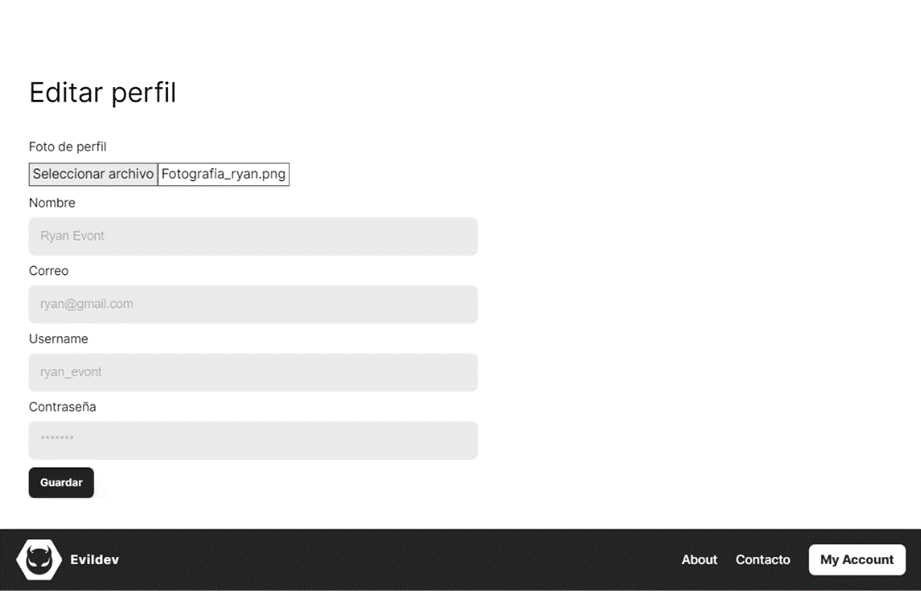 Editar perfil
Foto de perfil
Seleccionar archivo Fotografia_ryan.png
Nombre
Ryan Evont
Correo
ryan@gmail.com
Username
ryan_evont
Contraseña
*******
Guardar
Evildev About Contacto My Account